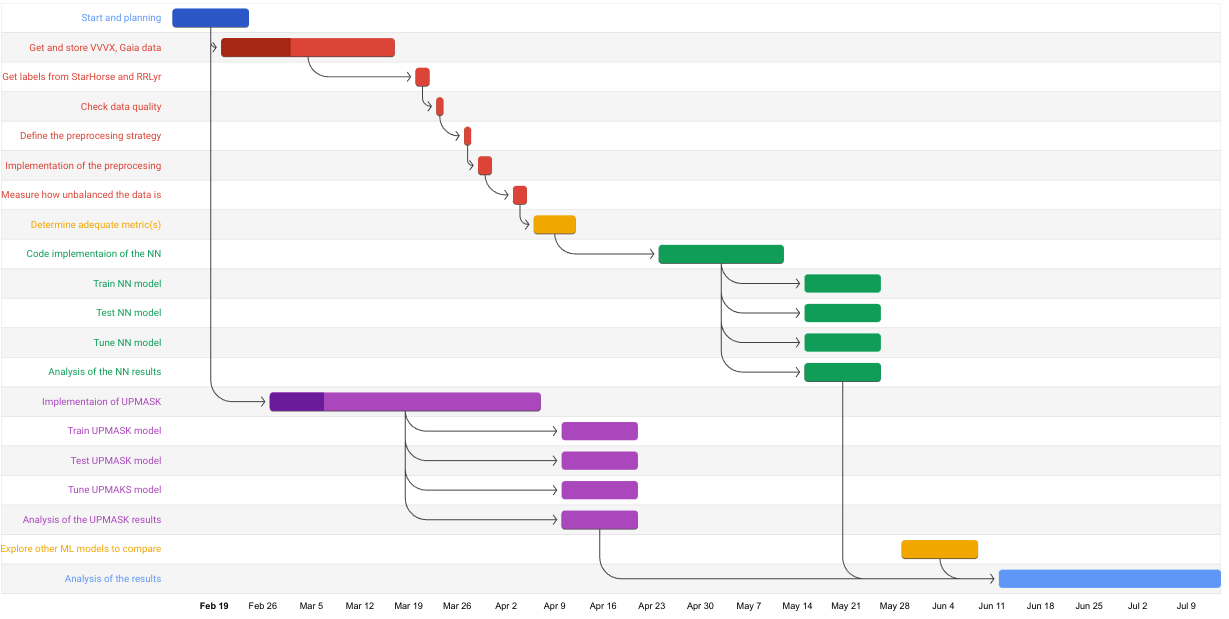 Start and planning
Get and store VVVX, Gaia data
Get labels from StarHorse and RRLyr
Check data quality
Define the preprocesing strategy
Implementation of the preprocesing
Measure how unbalanced the data is
Determine adequate metric(s)
Code implementaion of the NN
Train NN model
Test NN model
Tune NN model
Analysis of the NN results
Implementaion of UPMASK
Train UPMASK model
Test UPMASK model
Tune UPMAKS model
Analysis of the UPMASK results
Explore other ML models to compare
Analysis of the results
Feb 19 Feb 26 Mar 5 Mar 12 Mar 19 Mar 26 Apr 2 Apr 9 Apr 16 Apr 23 Apr 30 May 7 May 14 May 21 May 28 Jun 4 Jun 11 Jun 18 Jun 25 Jul 2 Jul 9